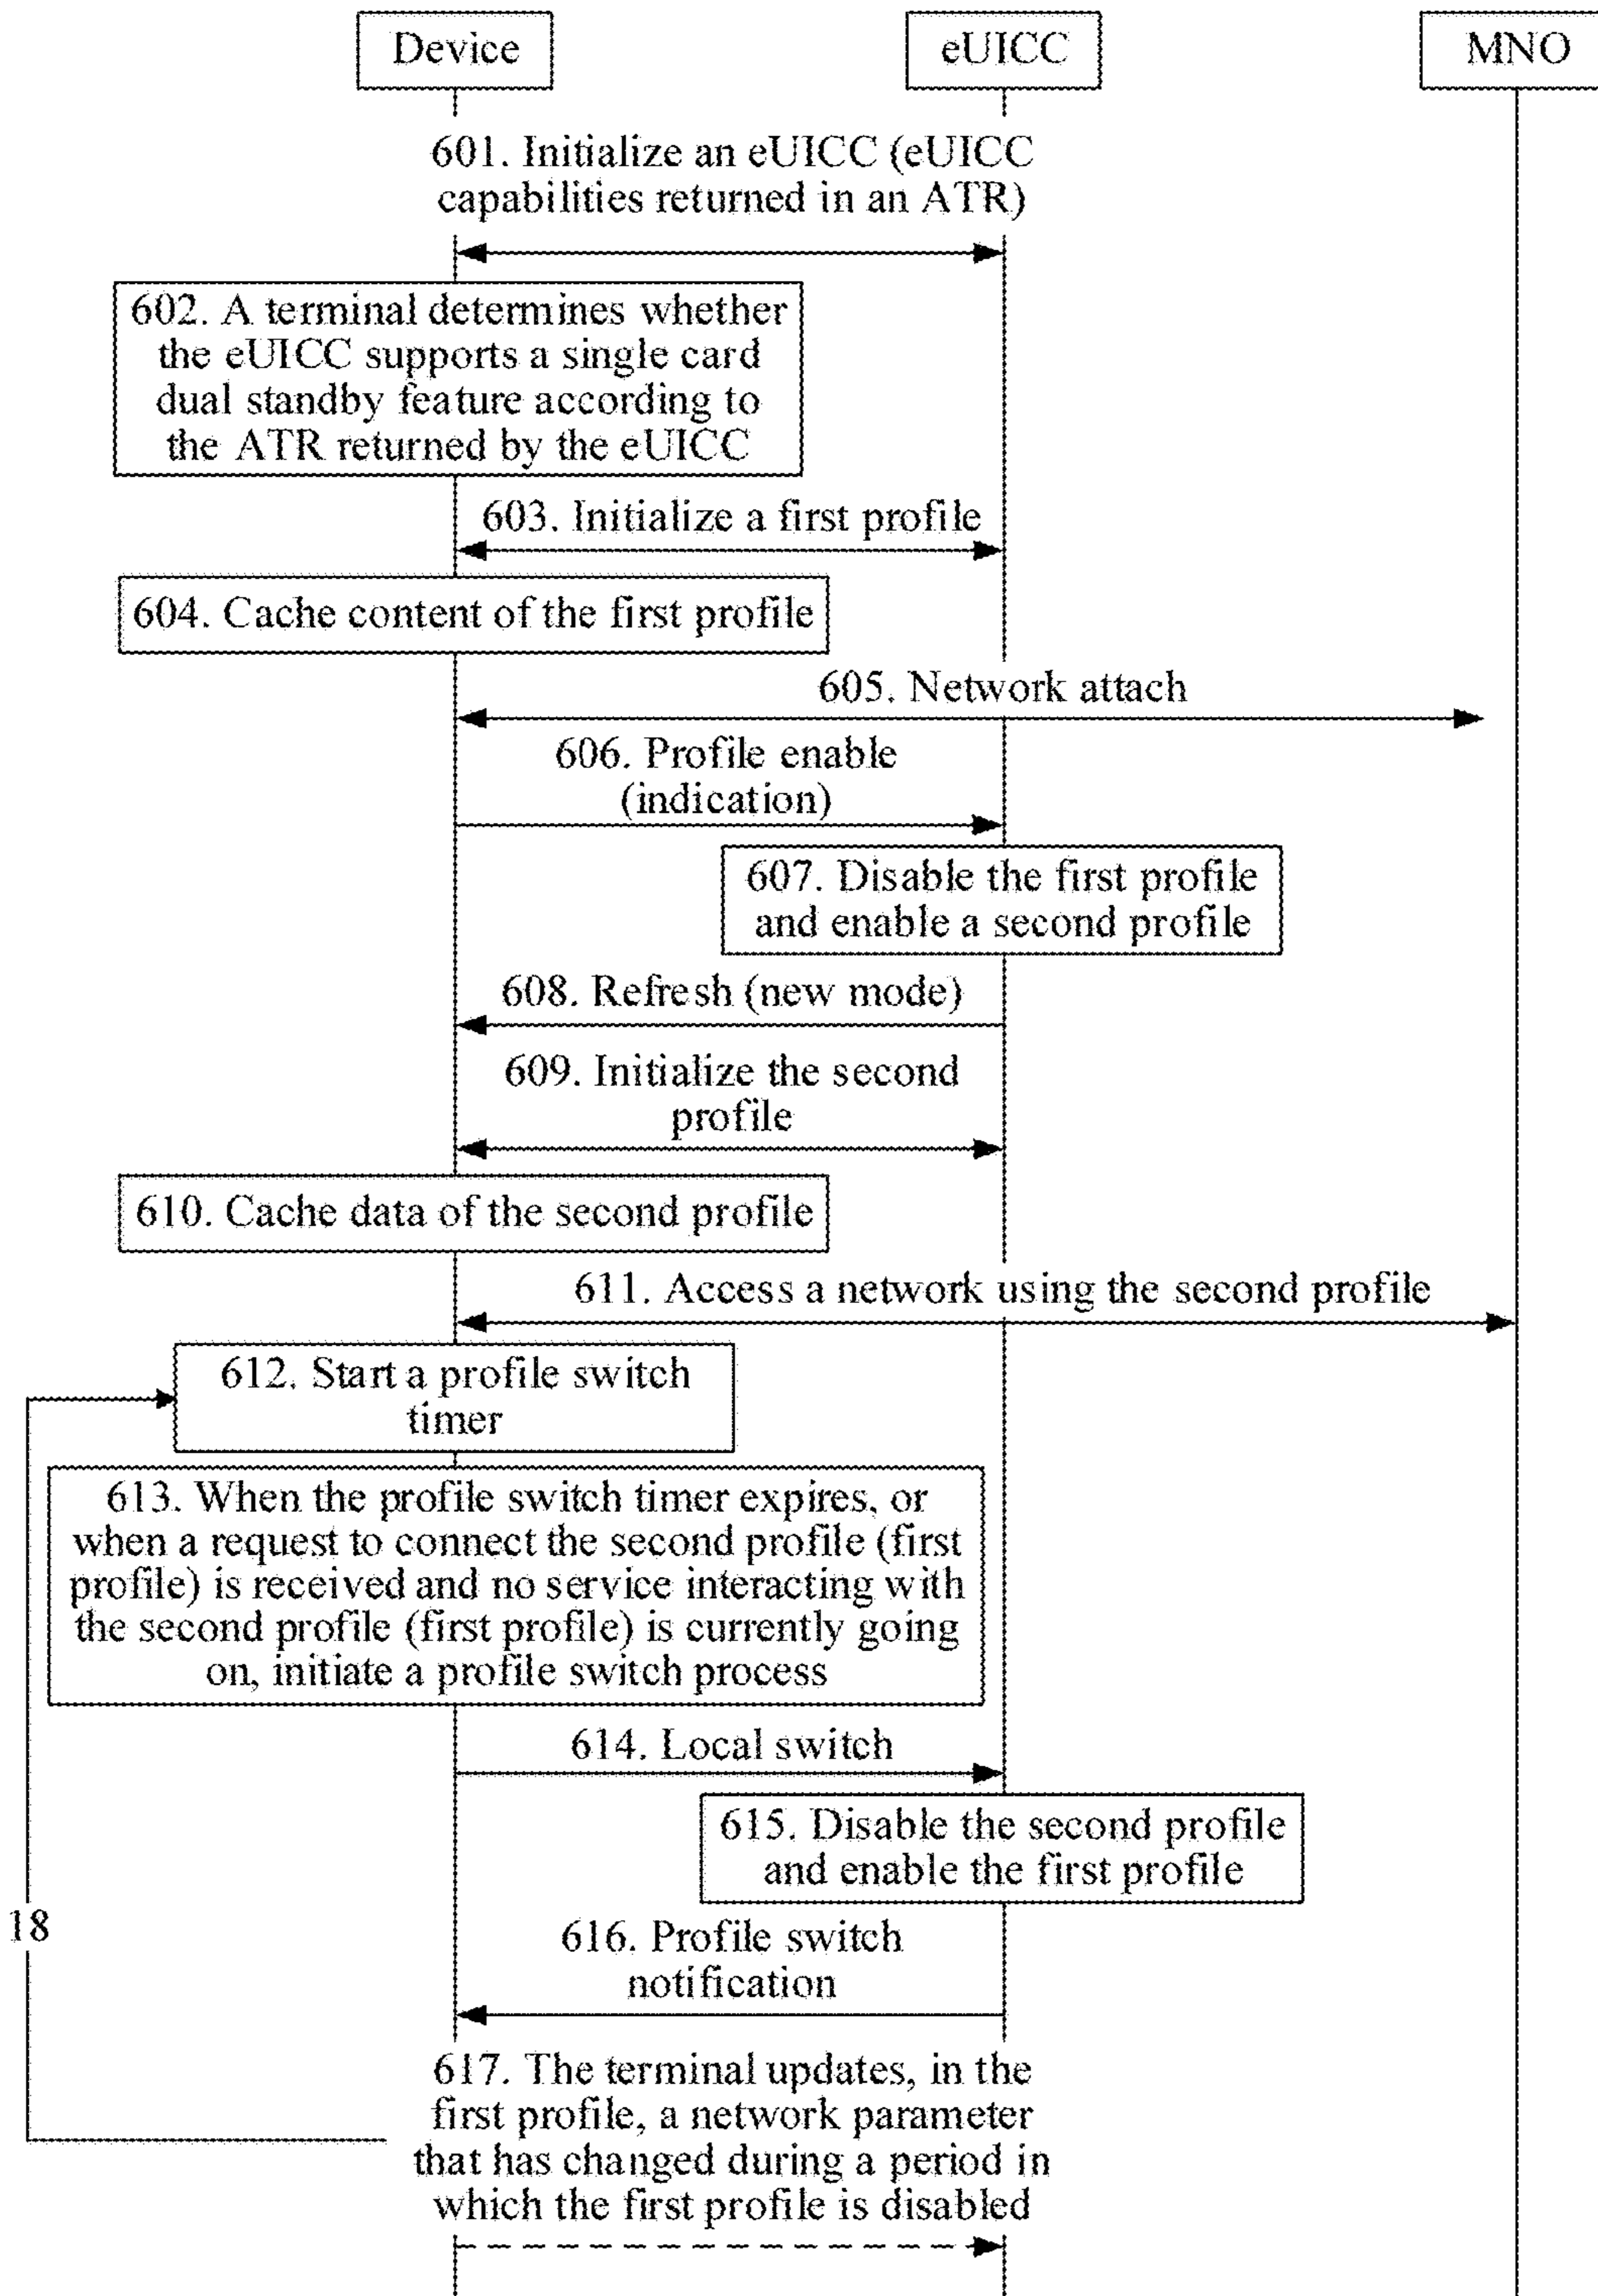 Device
eUICC
MNO
601. Initialize an eUICC (eUICC
capabilities returned in an ATR)
602. A terminal determines whether
the eUICC supports a single card
dual standby feature according to
the ATR returned by the eUICC
603. Initialize a first profile
604. Cache content of the first profile
605. Network attach
606. Profile enable
(indication)
607. Disable the first profile
and enable a second profile
608. Refresh (new mode)
609. Initialize the second
profile
610. Cache data of the second profile
611. Access a network using the second profile
612. Start a profile switch
timer
613. When the profile switch timer expires, or
when a request to connect the second profile (first
profile) is received and no service interacting with
the second profile (first profile) is currently going
on, initiate a profile switch process
614. Local switch
615. Disable the second profile
and enable the first profile
18
616. Profile switch
notification
617. The terminal updates, in the
first profile, a network parameter
that has changed during a period in
which the first profile is disabled